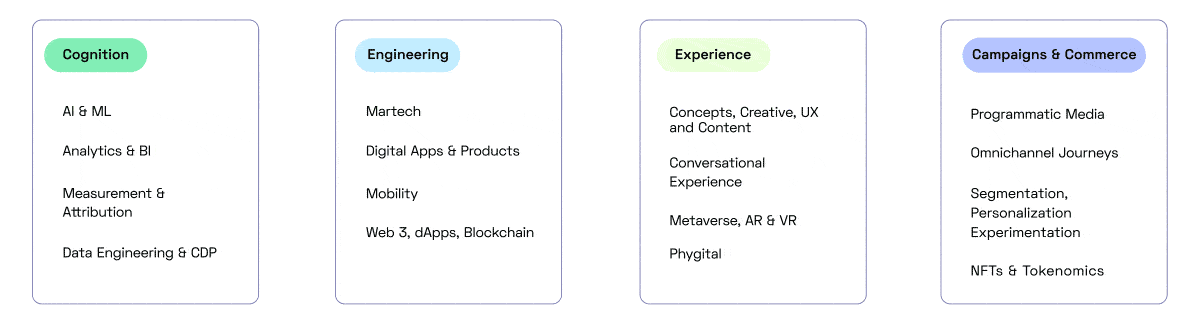 Cognition
AI & ML
Analytics & BI
Measurement &
Attribution
Data Engineering & CDP
Engineering
Martech
Digital Apps & Products
Mobility
Web 3, dApps, Blockchain
Experience
Concepts, Creative, UX
and Content
Conversational
Experience
Metaverse, AR & VR
Phygital
Campaigns & Commerce
Programmatic Media
Omnichannel Journeys
Segmentation,
Personalization
Experimentation
NFTs & Tokenomics